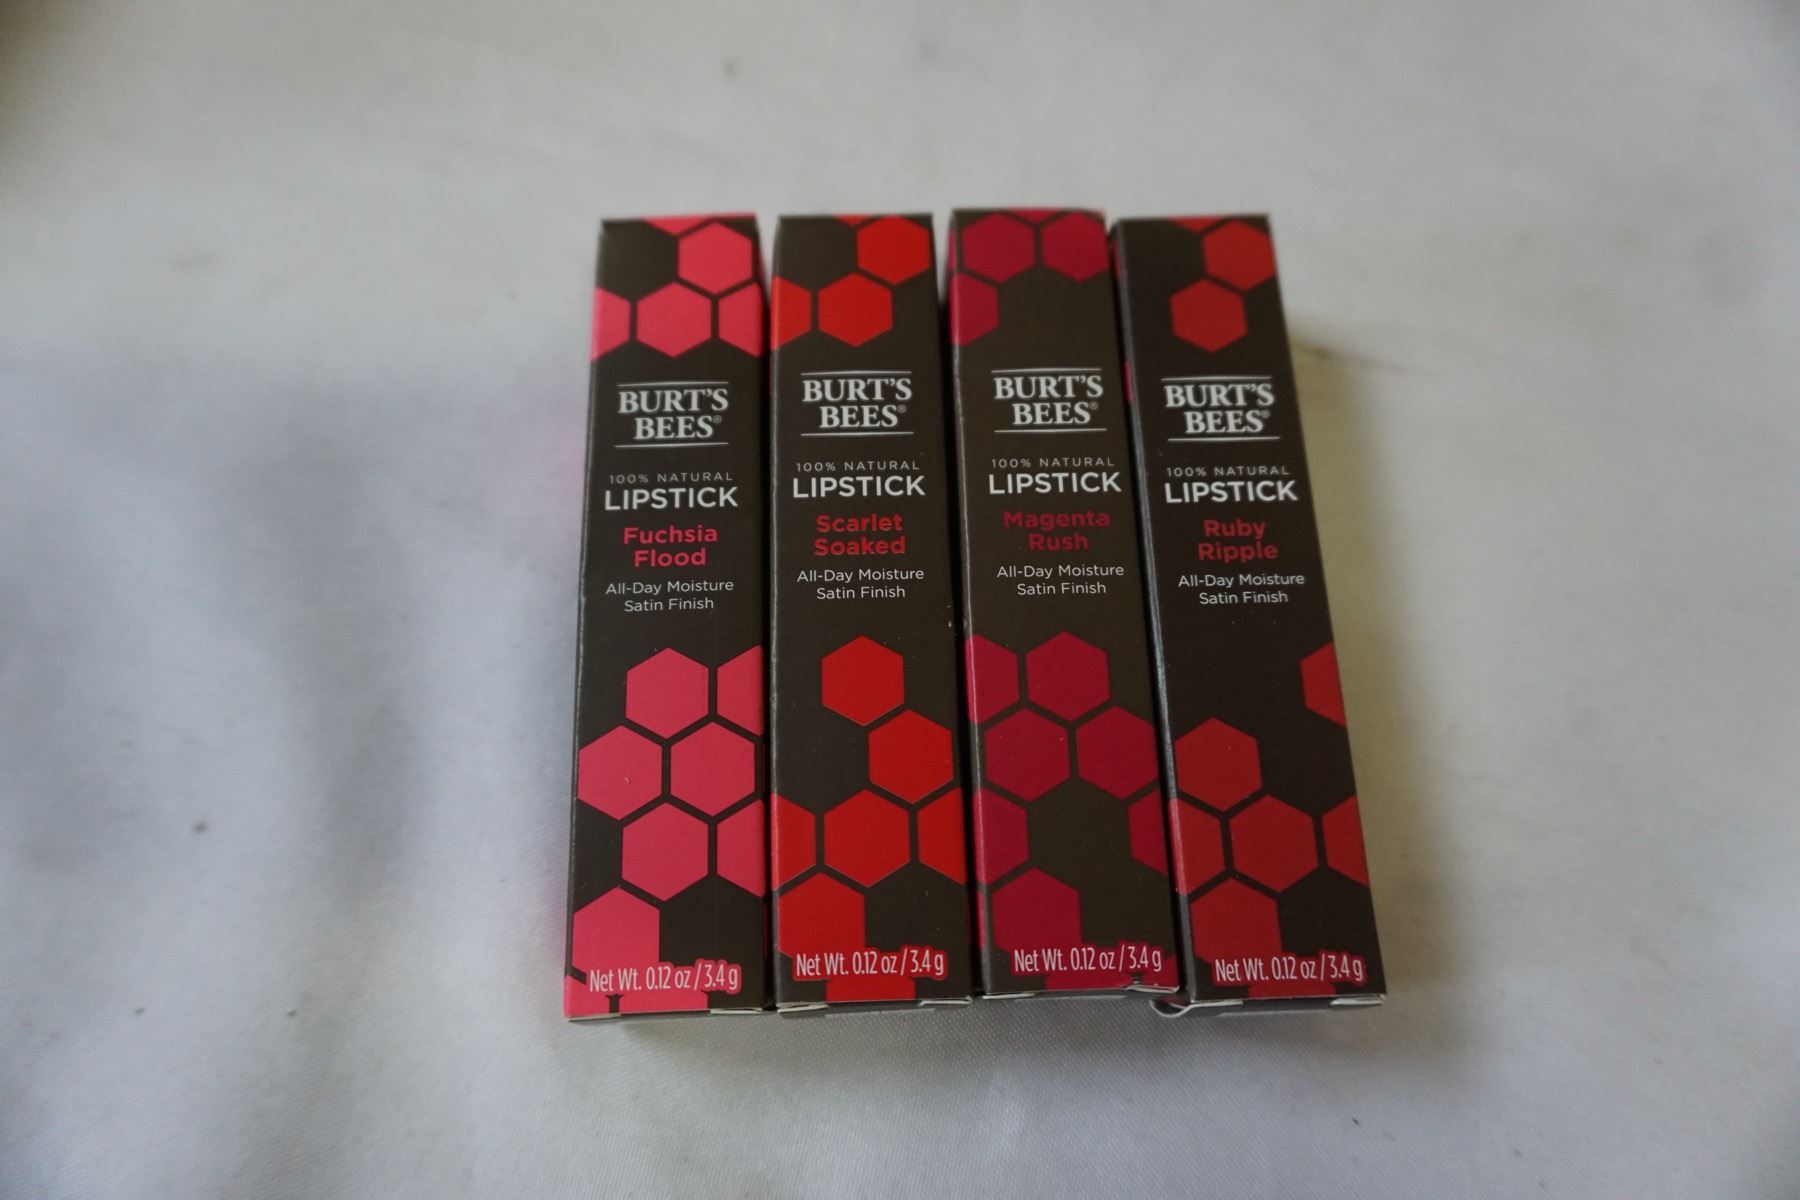 BURT'S
BEES®
100% NATURAL
LIPSTICK
Fuchsia
Flood
All-Day Moisture
Satin Finish
Net Wt. 0.12 oz / 3.4 g
BURT'S
BEES®
100% NATURAL
LIPSTICK
Scarlet
Soaked
All-Day Moisture
Satin Finish
Net Wt. 0.12 oz / 3.4 g
BURT'S
BEES®
100% NATURAL
LIPSTICK
Magenta
Rush
All-Day Moisture
Satin Finish
Net Wt. 0.12 oz / 3.4 g
BURT'S
BEES®
100% NATURAL
LIPSTICK
Ruby
Ripple
All-Day Moisture
Satin Finish
Net Wt. 0.12 oz / 3.4 g